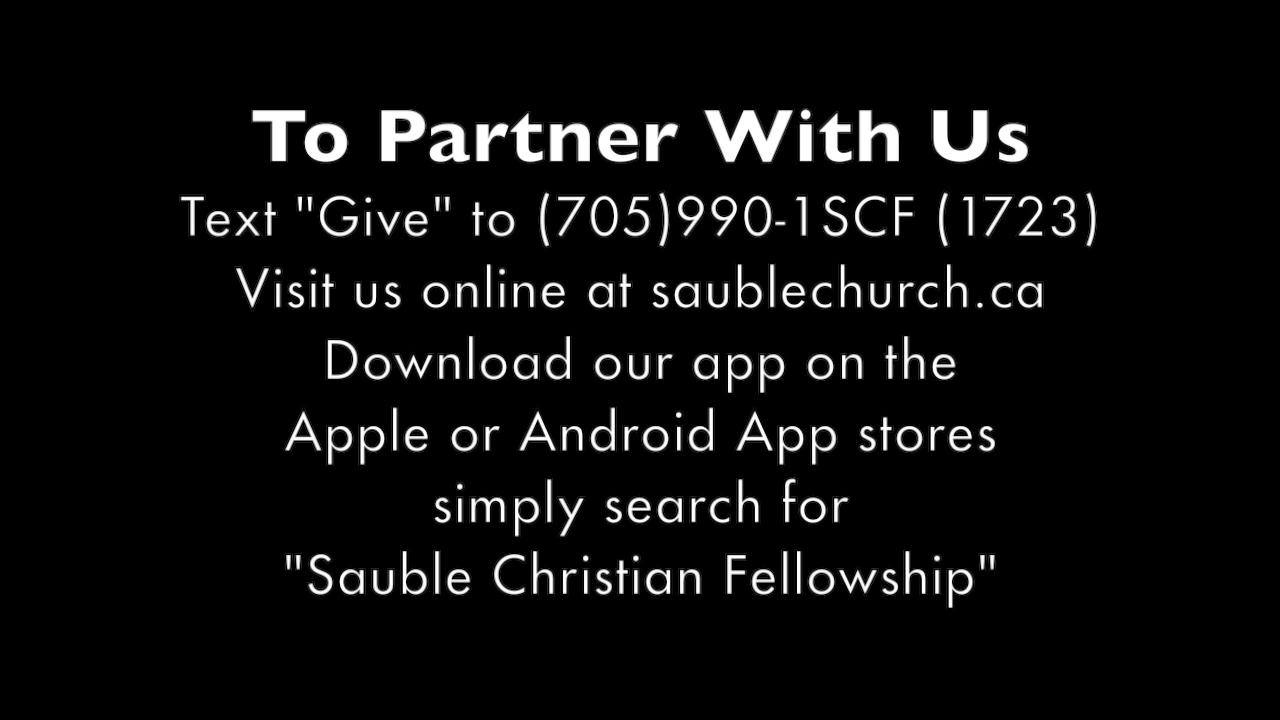 To Partner With Us
Text "Give" to (705)990-1SCF (1723)
Visit us online at saublechurch.ca
Download our app on the
Apple or Android App stores
simply search for
"Sauble Christian Fellowship"